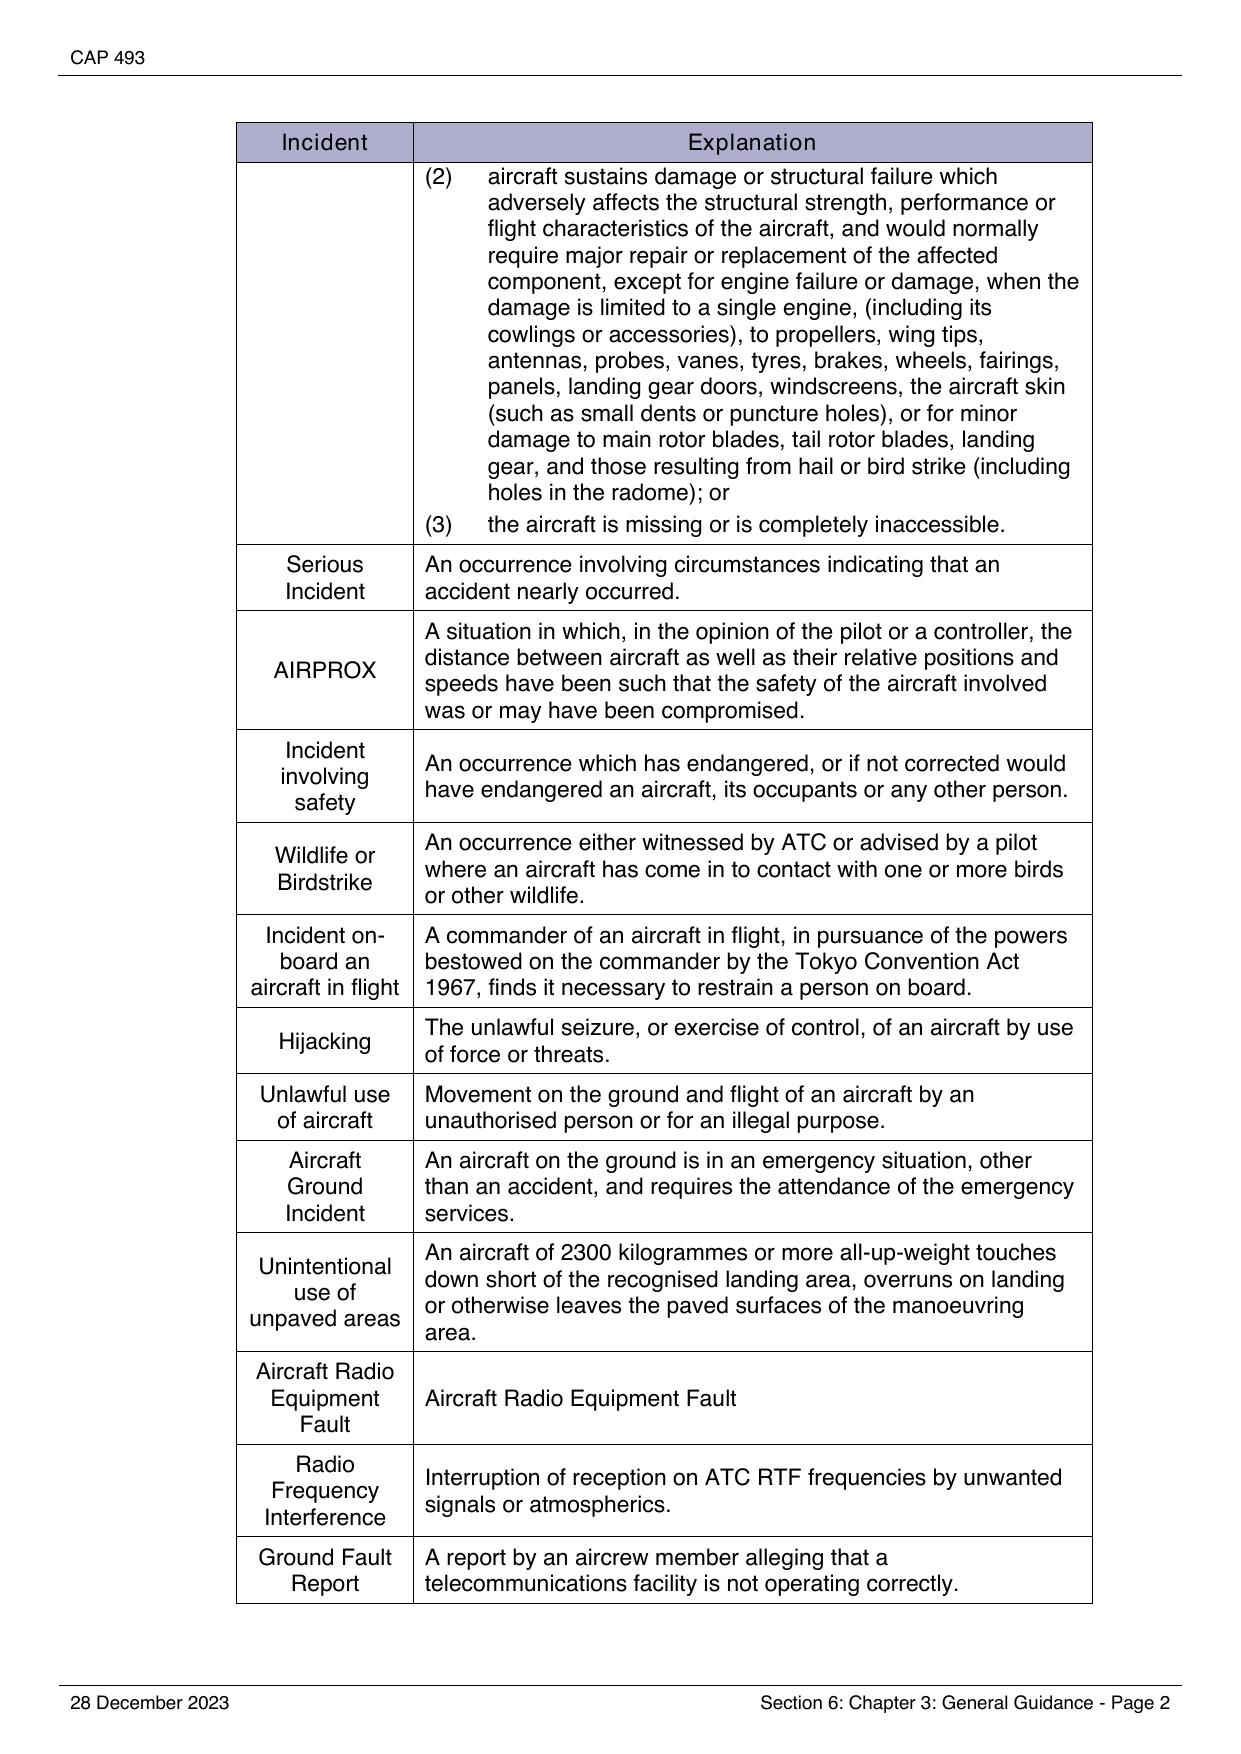 CAP 493
Incident Explanation
(2) aircraft sustains damage or structural failure which
adversely affects the structural strength, performance or
flight characteristics of the aircraft, and would normally
require major repair or replacement of the affected
component, except for engine failure or damage, when the
damage is limited to a single engine, (including its
cowlings or accessories), to propellers, wing tips,
antennas, probes, vanes, tyres, brakes, wheels, fairings,
panels, landing gear doors, windscreens, the aircraft skin
(such as small dents or puncture holes), or for minor
damage to main rotor blades, tail rotor blades, landing
gear, and those resulting from hail or bird strike (including
holes in the radome); or
(3) the aircraft is missing or is completely inaccessible.
Serious
Incident
An occurrence involving circumstances indicating that an
accident nearly occurred.
AIRPROX
A situation in which, in the opinion of the pilot or a controller, the
distance between aircraft as well as their relative positions and
speeds have been such that the safety of the aircraft involved
was or may have been compromised.
Incident
involving
safety
An occurrence which has endangered, or if not corrected would
have endangered an aircraft, its occupants or any other person.
Wildlife or
Birdstrike
An occurrence either witnessed by ATC or advised by a pilot
where an aircraft has come in to contact with one or more birds
or other wildlife.
Incident on-
board an
aircraft in flight
A commander of an aircraft in flight, in pursuance of the powers
bestowed on the commander by the Tokyo Convention Act
1967, finds it necessary to restrain a person on board.
Hijacking
The unlawful seizure, or exercise of control, of an aircraft by use
of force or threats.
Unlawful use
of aircraft
Movement on the ground and flight of an aircraft by an
unauthorised person or for an illegal purpose.
Aircraft
Ground
Incident
An aircraft on the ground is in an emergency situation, other
than an accident, and requires the attendance of the emergency
services.
Unintentional
use of
unpaved areas
An aircraft of 2300 kilogrammes or more all-up-weight touches
down short of the recognised landing area, overruns on landing
or otherwise leaves the paved surfaces of the manoeuvring
area.
Aircraft Radio
Equipment
Fault
Aircraft Radio Equipment Fault
Radio
Frequency
Interference
Interruption of reception on ATC RTF frequencies by unwanted
signals or atmospherics.
Ground Fault
Report
A report by an aircrew member alleging that a
telecommunications facility is not operating correctly.
28 December 2023 Section 6: Chapter 3: General Guidance - Page 2